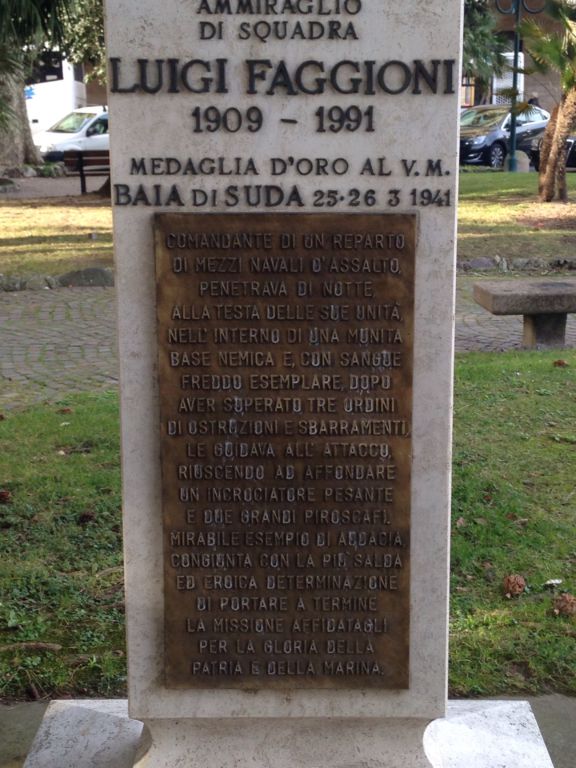 AMMIRAGLIO
DI SQUADRA
LUIGI FAGGIONI
1909 - 1991
MEDAGLIA D'ORO AL V. M.
BAIA DI SUDA 25·26 3 1941
COMANDANTE DI UN REPARTO
DI MEZZI NAVALI D'ASSALTO,
PENETRAVA DI NOTTE,
ALLA TESTA DELLE SUE UNITÀ,
NELL'INTERNO DI UNA MUNITA
BASE NEMICA E, CON SANGUE
FREDDO ESEMPLARE, DOPO
AVER SUPERATO TRE ORDINI
DI OSTRUZIONI E SBARRAMENTI,
LE GUIDAVA ALL'ATTACCO,
RIUSCENDO AD AFFONDARE
UN INCROCIATORE PESANTE
E DUE GRANDI PIROSCAFI.
MIRABILE ESEMPIO DI AUDACIA
CONGIUNTA CON LA PIÙ SALDA
ED EROICA DETERMINAZIONE
DI PORTARE A TERMINE
LA MISSIONE AFFIDATAGLI
PER LA GLORIA DELLA
PATRIA E DELLA MARINA.